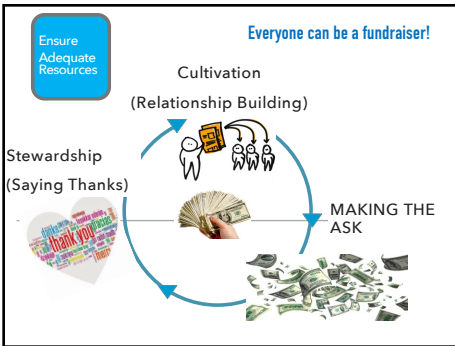 Ensure
Adequate
Resources
Everyone can be a fundraiser!
Cultivation
(Relationship Building)
Stewardship
(Saying Thanks)
thank you
MAKING THE
ASK